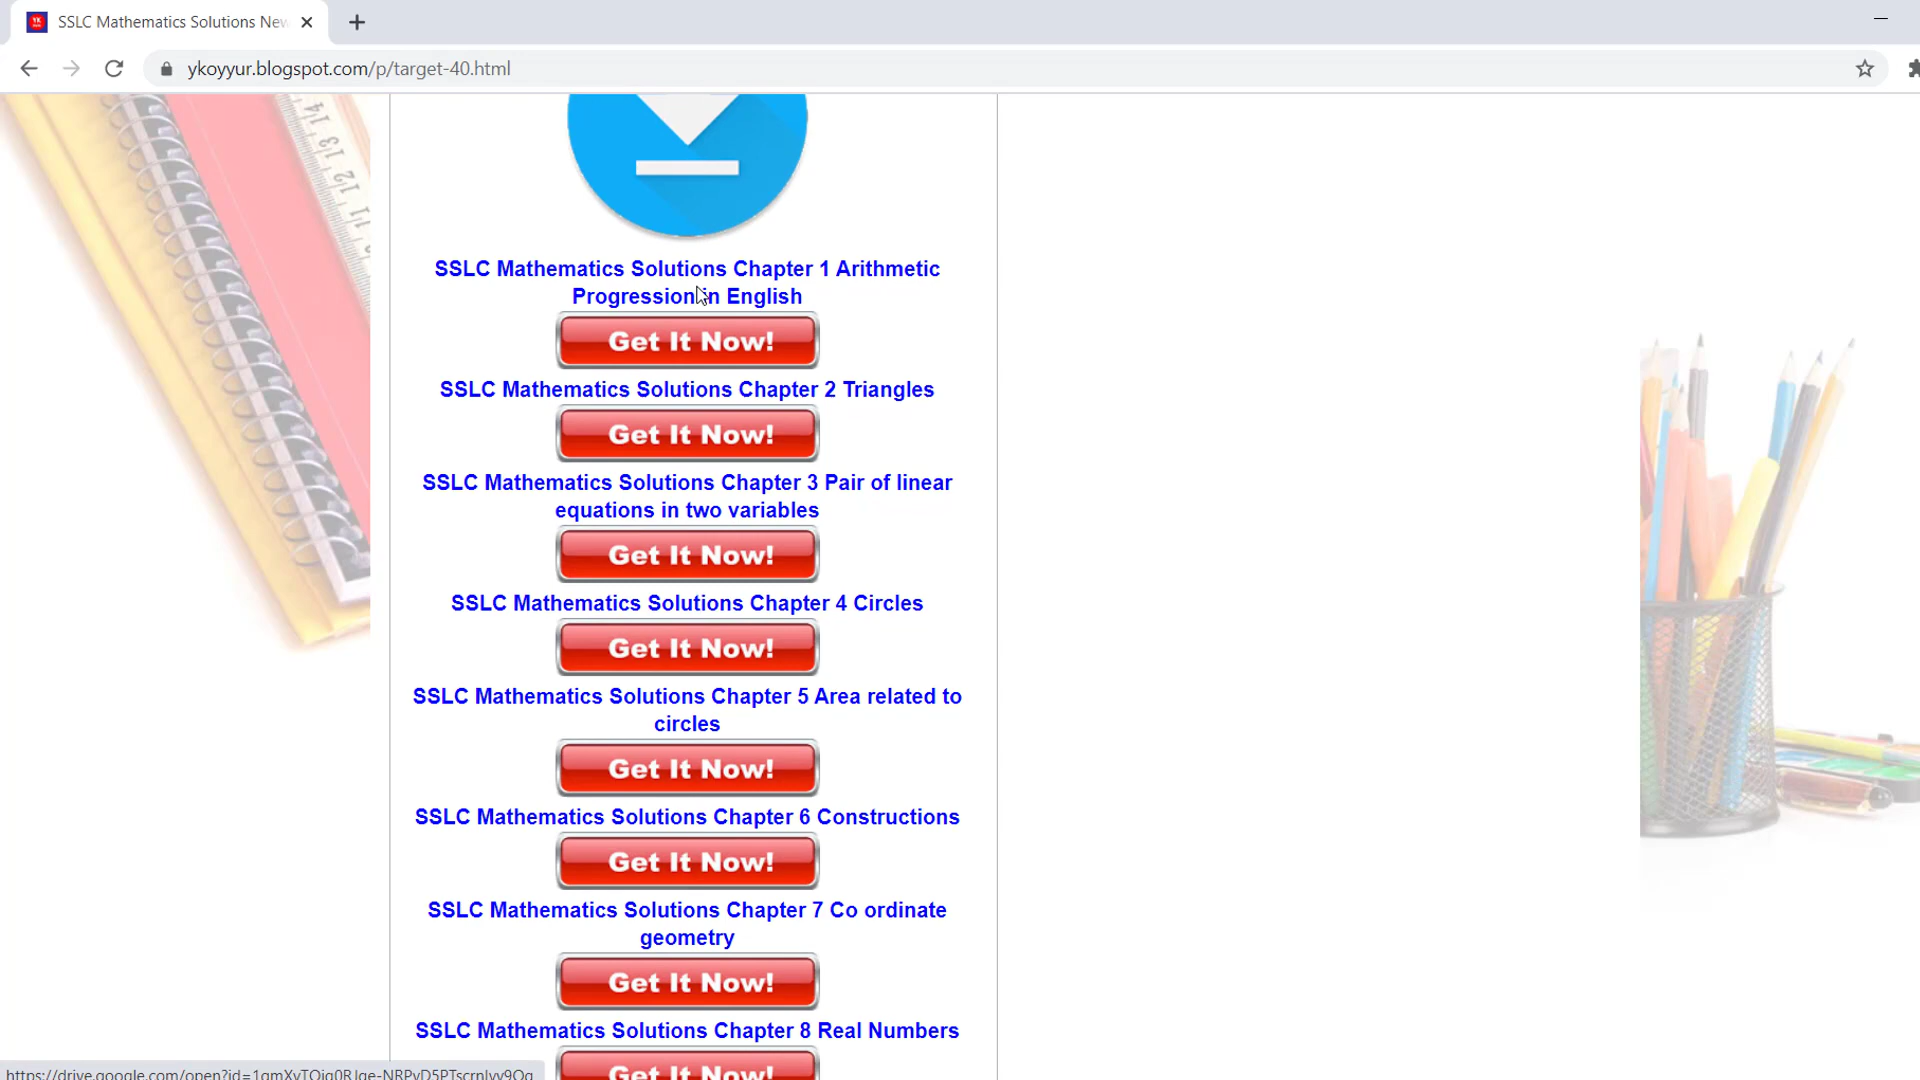 SSLC Mathematics Solutions New
ykoyyur.blogspot.com/p/target-40.html
SSLC Mathematics Solutions Chapter 1 Arithmetic
Progression in English
Get It Now!
SSLC Mathematics Solutions Chapter 2 Triangles
Get It Now!
SSLC Mathematics Solutions Chapter 3 Pair of linear
equations in two variables
Get It Now!
SSLC Mathematics Solutions Chapter 4 Circles
Get It Now!
SSLC Mathematics Solutions Chapter 5 Area related to
circles
Get It Now!
SSLC Mathematics Solutions Chapter 6 Constructions
Get It Now!
SSLC Mathematics Solutions Chapter 7 Co ordinate
geometry
Get It Now!
SSLC Mathematics Solutions Chapter 8 Real Numbers
Get It Now!